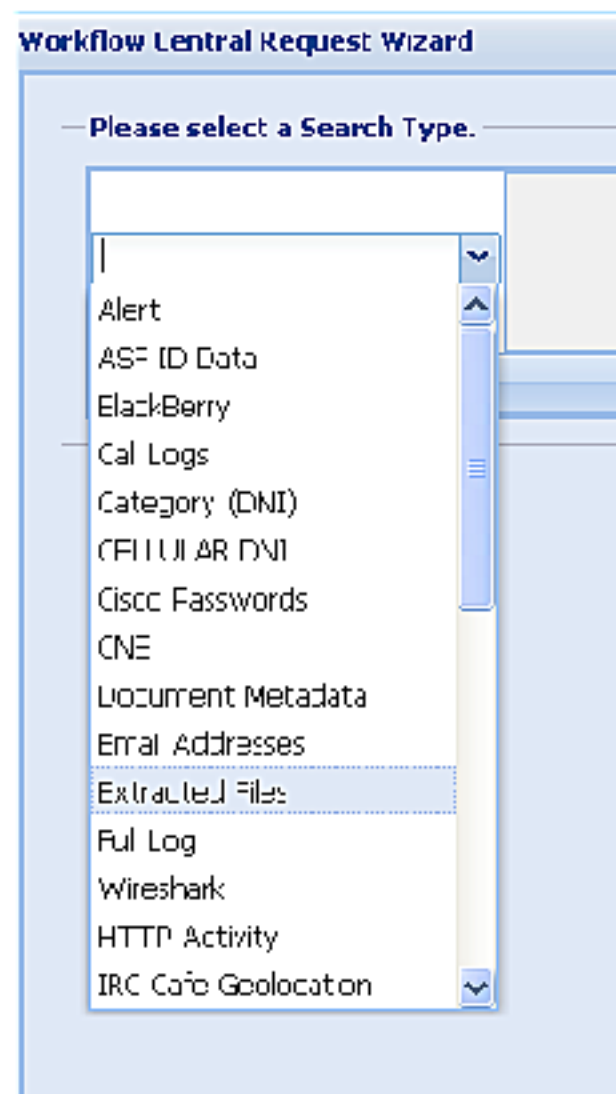 Workflow Central Request Wizard
Please select a Search Type.
Alert
ASF ID Data
BlackBerry
Call Logs
Category (DNI)
CELLULAR DNI
Cisco Passwords
CNE
Document Metadata
Email Addresses
Extracted Files
Full Log
Wireshark
HTTP Activity
IRC Cafe Geolocation